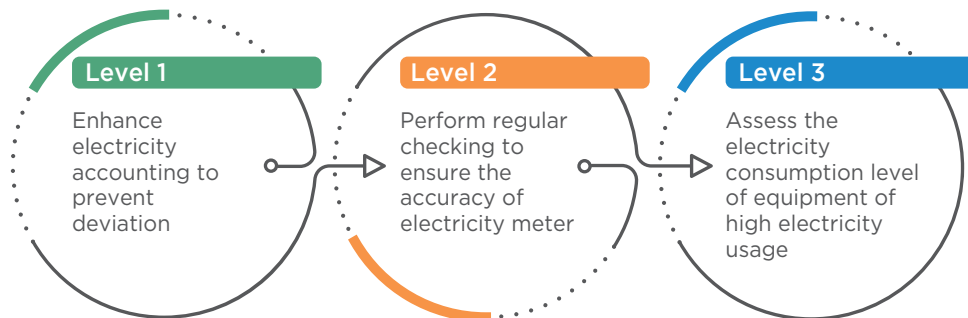 Level 1
Enhance
electricity
accounting to
prevent
deviation
Level 2
Perform regular
checking to
ensure the
accuracy of
electricity meter
Level 3
Assess the
electricity
consumption level
of equipment of
high electricity
usage